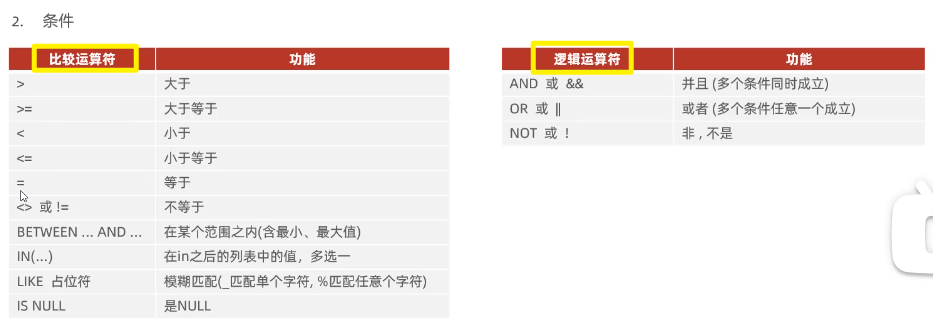 2. 条件
比较运算符 功能
> 大于
>= 大于等于
< 小于
<= 小于等于
= 等于
<> 或 != 不等于
BETWEEN ... AND ... 在某个范围之内(含最小、最大值)
IN(...) 在in之后的列表中的值，多选一
LIKE 占位符 模糊匹配(_匹配单个字符, %匹配任意个字符)
IS NULL 是NULL
逻辑运算符 功能
AND 或 && 并且 (多个条件同时成立)
OR 或 || 或者 (多个条件任意一个成立)
NOT 或 ! 非 , 不是